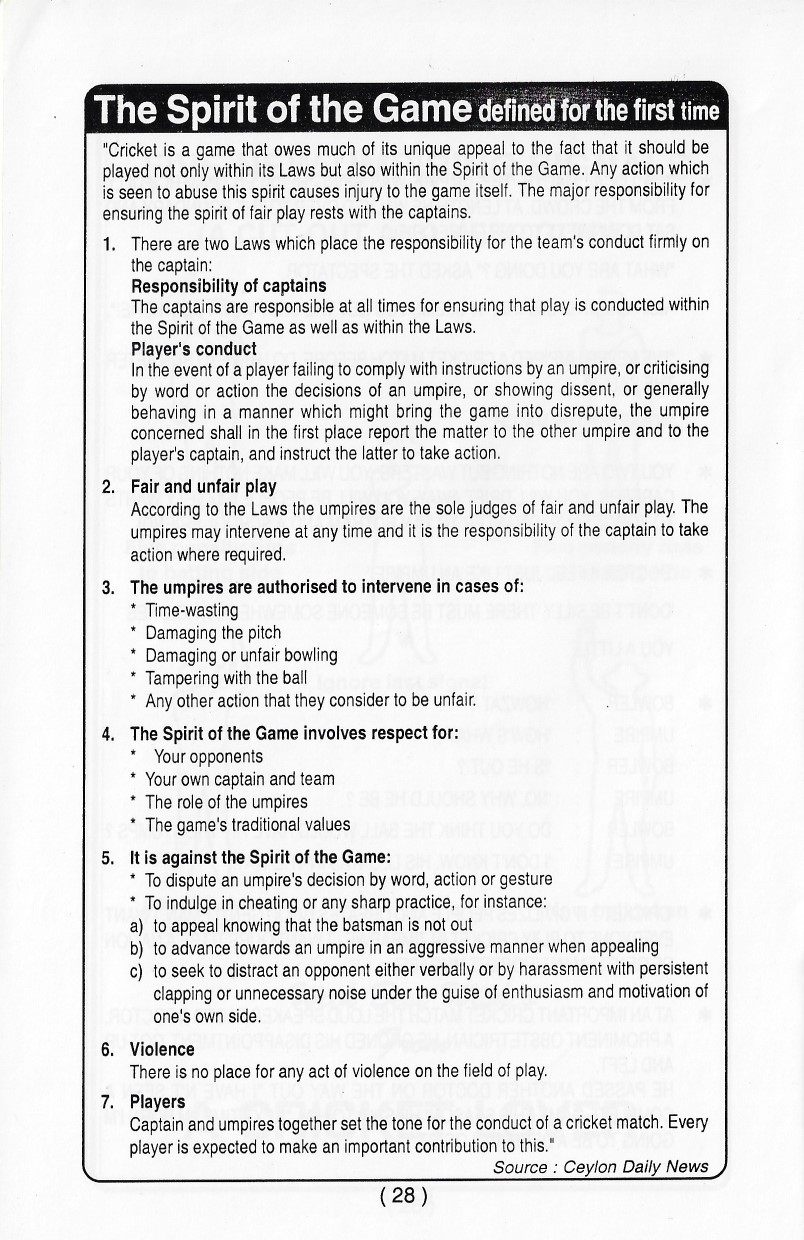 The Spirit of the Game defined for the first time
"Cricket is a game that owes much of its unique appeal to the fact that it should be
played not only within its Laws but also within the Spirit of the Game. Any action which
is seen to abuse this spirit causes injury to the game itself. The major responsibility for
ensuring the spirit of fair play rests with the captains.
1. There are two Laws which place the responsibility for the team's conduct firmly on
the captain:
Responsibility of captains
The captains are responsible at all times for ensuring that play is conducted within
the Spirit of the Game as well as within the Laws.
Player's conduct
In the event of a player failing to comply with instructions by an umpire, or criticising
by word or action the decisions of an umpire, or showing dissent, or generally
behaving in a manner which might bring the game into disrepute, the umpire
concerned shall in the first place report the matter to the other umpire and to the
player's captain, and instruct the latter to take action.
2. Fair and unfair play
According to the Laws the umpires are the sole judges of fair and unfair play. The
umpires may intervene at any time and it is the responsibility of the captain to take
action where required.
3. The umpires are authorised to intervene in cases of:
* Time-wasting
* Damaging the pitch
* Damaging or unfair bowling
* Tampering with the ball
* Any other action that they consider to be unfair.
4. The Spirit of the Game involves respect for:
* Your opponents
* Your own captain and team
* The role of the umpires
* The game's traditional values
5. It is against the Spirit of the Game:
* To dispute an umpire's decision by word, action or gesture
* To indulge in cheating or any sharp practice, for instance:
a) to appeal knowing that the batsman is not out
b) to advance towards an umpire in an aggressive manner when appealing
c) to seek to distract an opponent either verbally or by harassment with persistent
clapping or unnecessary noise under the guise of enthusiasm and motivation of
one's own side.
6. Violence
There is no place for any act of violence on the field of play.
7. Players
Captain and umpires together set the tone for the conduct of a cricket match. Every
player is expected to make an important contribution to this."
Source : Ceylon Daily News
( 28 )